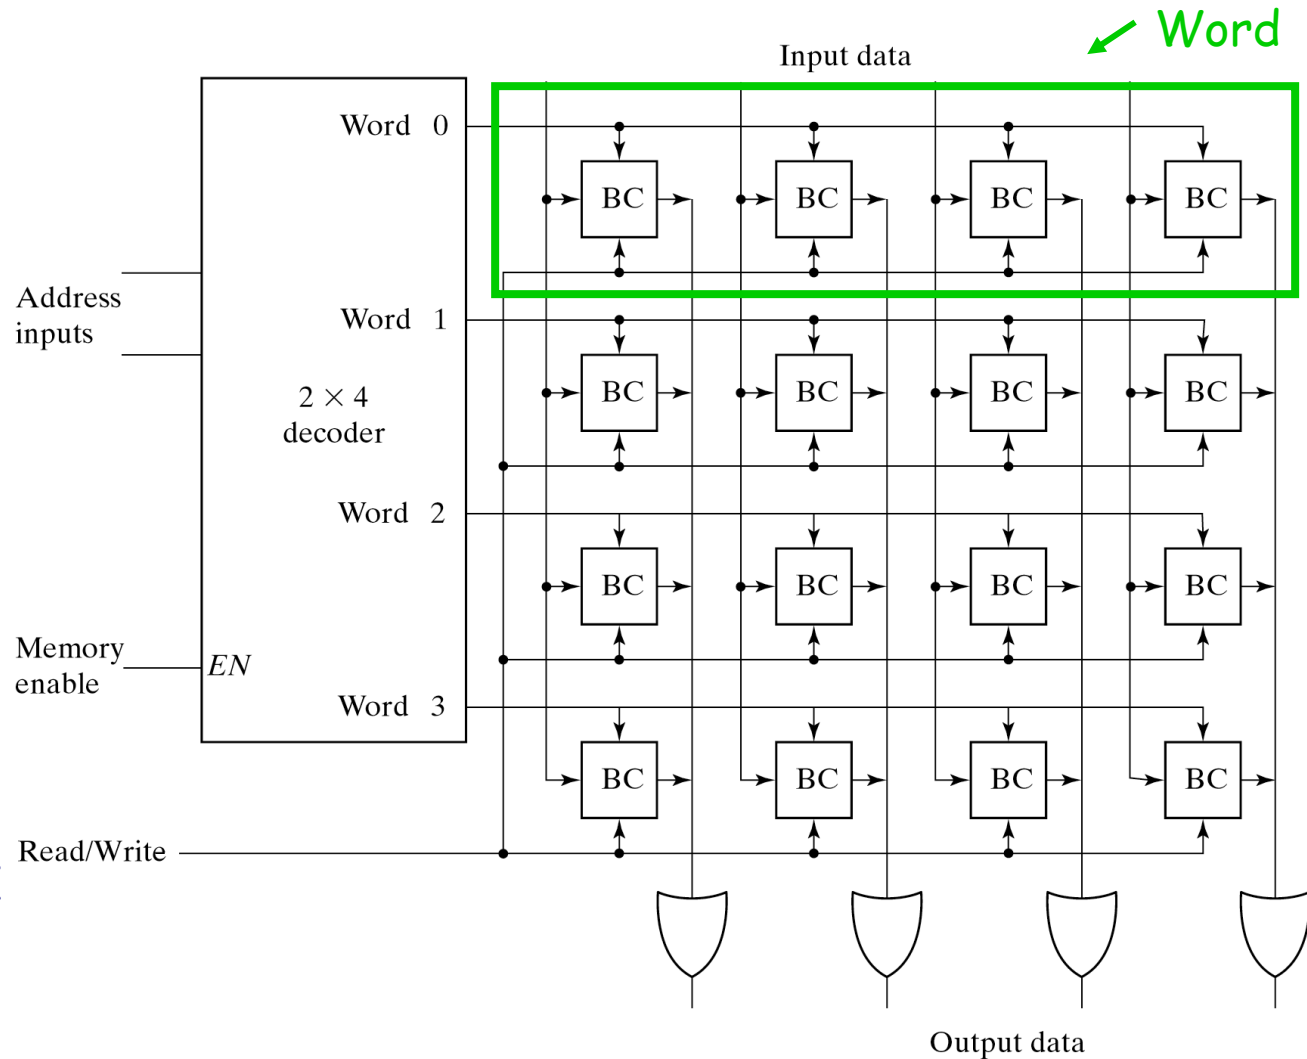 Word
Input data
Word 0
BC BC BC BC
Address
inputs
Word 1
BC BC BC BC
2 × 4
decoder
Word 2
BC BC BC BC
Memory
enable
EN
Word 3
BC BC BC BC
Read/Write
Output data